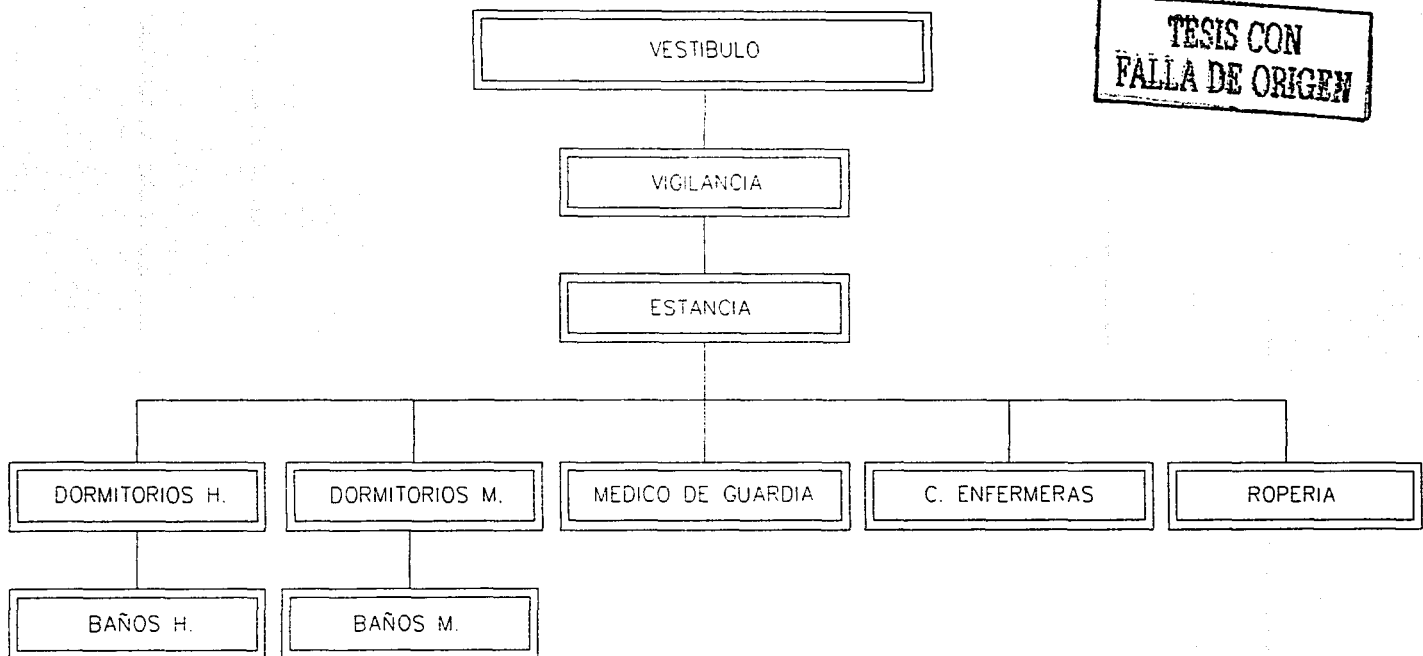 VESTIBULO
TESIS CON
FALLA DE ORIGEN
VIGILANCIA
ESTANCIA
DORMITORIOS H.
DORMITORIOS M.
MEDICO DE GUARDIA
C. ENFERMERAS
ROPERIA
BAÑOS H.
BAÑOS M.